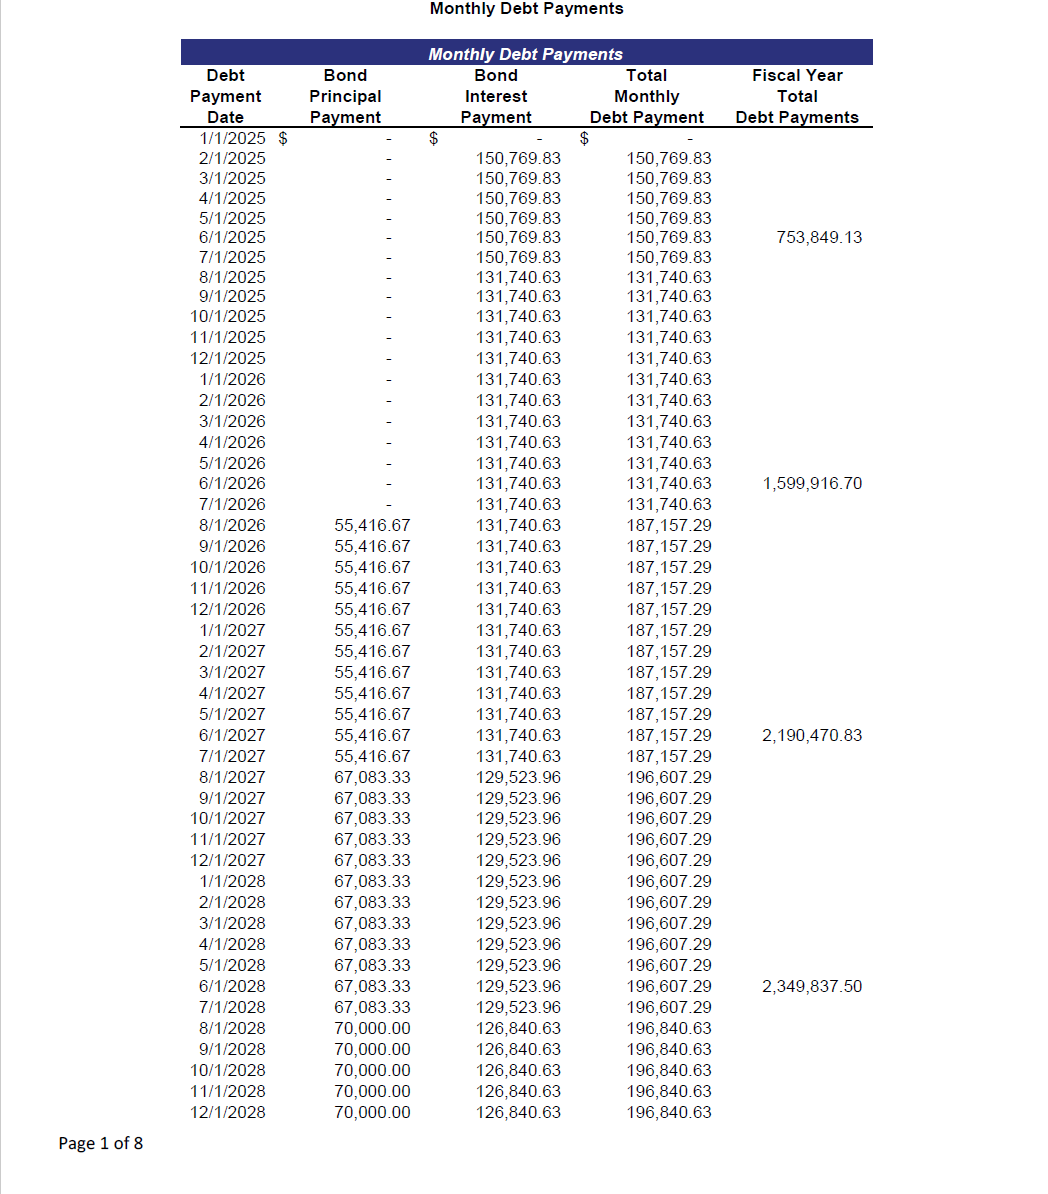 Monthly Debt Payments
Monthly Debt Payments
Debt Bond Bond Total Fiscal Year
Payment Principal Interest Monthly Total
Date Payment Payment Debt Payment Debt Payments
1/1/2025 $ - $ - $ -
2/1/2025 - 150,769.83 150,769.83
3/1/2025 - 150,769.83 150,769.83
4/1/2025 - 150,769.83 150,769.83
5/1/2025 - 150,769.83 150,769.83
6/1/2025 - 150,769.83 150,769.83 753,849.13
7/1/2025 - 150,769.83 150,769.83
8/1/2025 - 131,740.63 131,740.63
9/1/2025 - 131,740.63 131,740.63
10/1/2025 - 131,740.63 131,740.63
11/1/2025 - 131,740.63 131,740.63
12/1/2025 - 131,740.63 131,740.63
1/1/2026 - 131,740.63 131,740.63
2/1/2026 - 131,740.63 131,740.63
3/1/2026 - 131,740.63 131,740.63
4/1/2026 - 131,740.63 131,740.63
5/1/2026 - 131,740.63 131,740.63
6/1/2026 - 131,740.63 131,740.63 1,599,916.70
7/1/2026 - 131,740.63 131,740.63
8/1/2026 55,416.67 131,740.63 187,157.29
9/1/2026 55,416.67 131,740.63 187,157.29
10/1/2026 55,416.67 131,740.63 187,157.29
11/1/2026 55,416.67 131,740.63 187,157.29
12/1/2026 55,416.67 131,740.63 187,157.29
1/1/2027 55,416.67 131,740.63 187,157.29
2/1/2027 55,416.67 131,740.63 187,157.29
3/1/2027 55,416.67 131,740.63 187,157.29
4/1/2027 55,416.67 131,740.63 187,157.29
5/1/2027 55,416.67 131,740.63 187,157.29
6/1/2027 55,416.67 131,740.63 187,157.29 2,190,470.83
7/1/2027 55,416.67 131,740.63 187,157.29
8/1/2027 67,083.33 129,523.96 196,607.29
9/1/2027 67,083.33 129,523.96 196,607.29
10/1/2027 67,083.33 129,523.96 196,607.29
11/1/2027 67,083.33 129,523.96 196,607.29
12/1/2027 67,083.33 129,523.96 196,607.29
1/1/2028 67,083.33 129,523.96 196,607.29
2/1/2028 67,083.33 129,523.96 196,607.29
3/1/2028 67,083.33 129,523.96 196,607.29
4/1/2028 67,083.33 129,523.96 196,607.29
5/1/2028 67,083.33 129,523.96 196,607.29
6/1/2028 67,083.33 129,523.96 196,607.29 2,349,837.50
7/1/2028 67,083.33 129,523.96 196,607.29
8/1/2028 70,000.00 126,840.63 196,840.63
9/1/2028 70,000.00 126,840.63 196,840.63
10/1/2028 70,000.00 126,840.63 196,840.63
11/1/2028 70,000.00 126,840.63 196,840.63
12/1/2028 70,000.00 126,840.63 196,840.63
Page 1 of 8